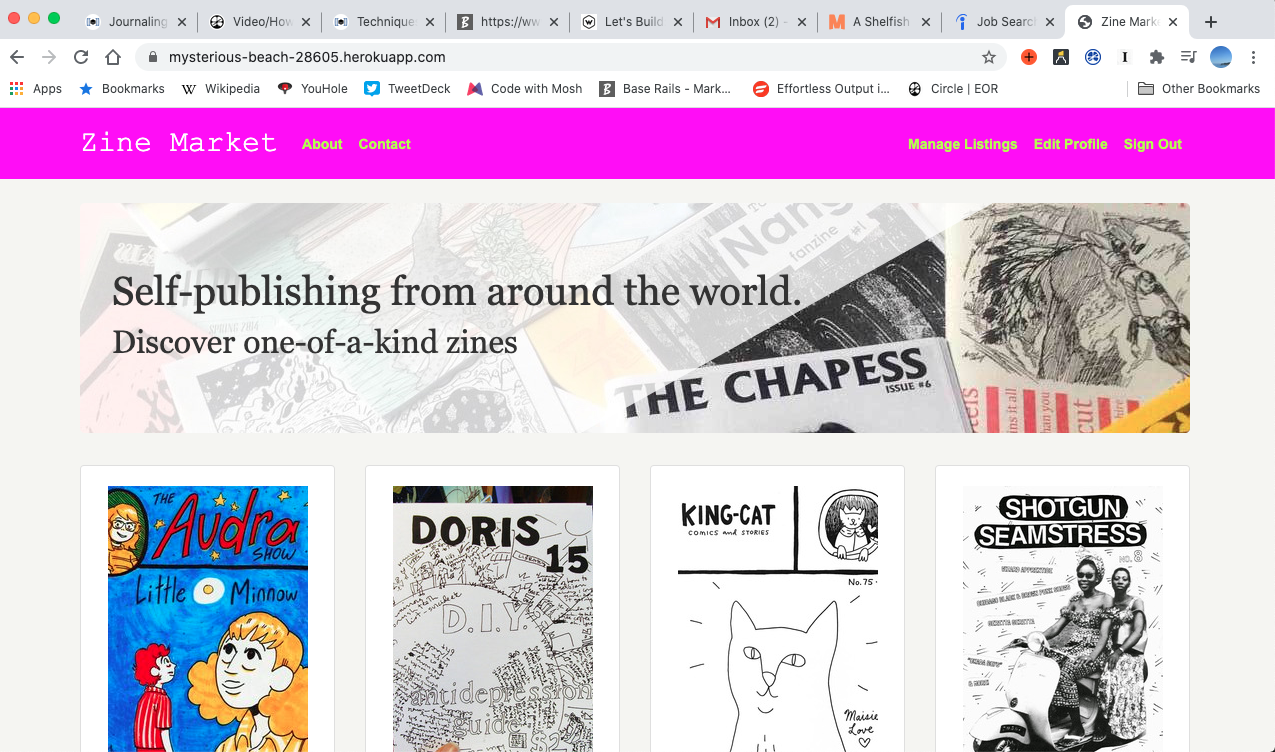 Journaling
Video/How
Technique
https://ww
Let's Build
Inbox (2) -
A Shelfish
Job Searc
Zine Marke
mysterious-beach-28605.herokuapp.com
Apps
Bookmarks
Wikipedia
YouHole
TweetDeck
Code with Mosh
Base Rails - Mark...
Effortless Output i...
Circle | EOR
Other Bookmarks
Zine Market
About
Contact
Manage Listings
Edit Profile
Sign Out
Self-publishing from around the world.
Discover one-of-a-kind zines
Nang
fanzine #1
THE CHAPESS
ISSUE #6
THE
Audra
SHOW
Little Minnow
DORIS
15
D.I.Y.
antidepression
guide
KING-CAT
COMICS AND STORIES
No. 75
Maisie
Love
SHOTGUN
SEAMSTRESS
NO. 8